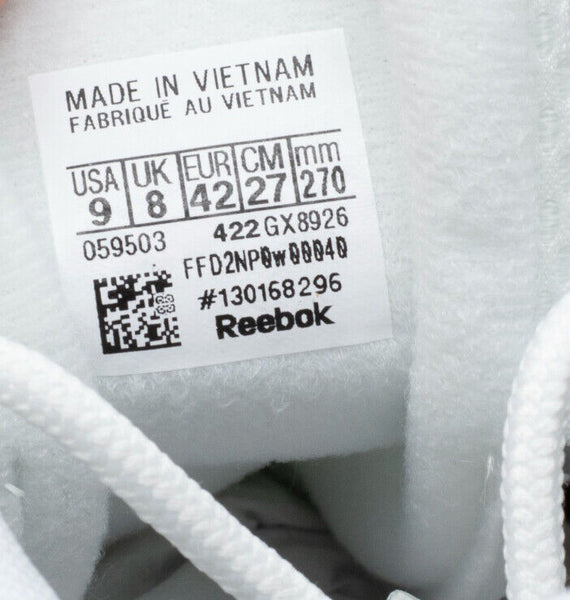 MADE IN VIETNAM
FABRIQUÉ AU VIETNAM
USA UK EUR CM mm
9 8 42 27 270
059503 422 GX8926
FFD2NP0w00040
#130168296
Reebok